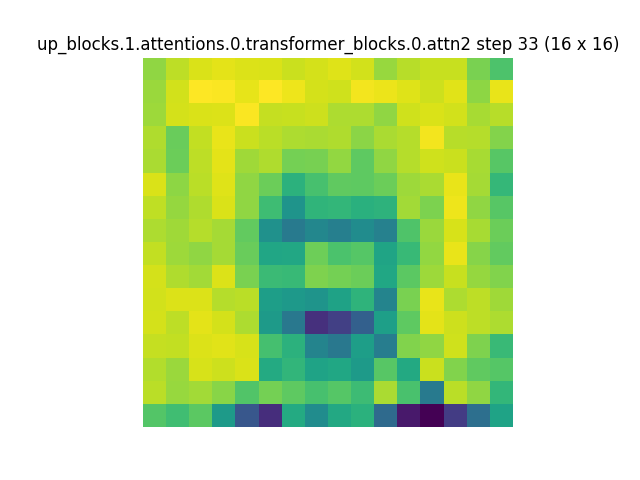 up_blocks.1.attentions.0.transformer_blocks.0.attn2 step 33 (16 x 16)